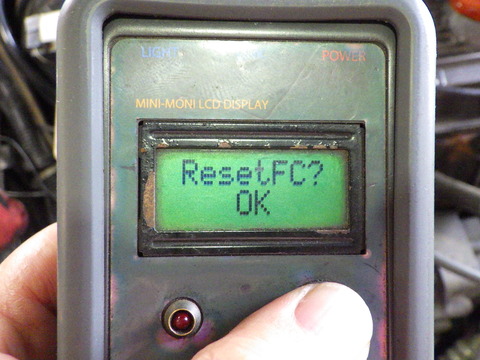 LIGHT POWER
MINI-MONI LCD DISPLAY
ResetFC?
OK